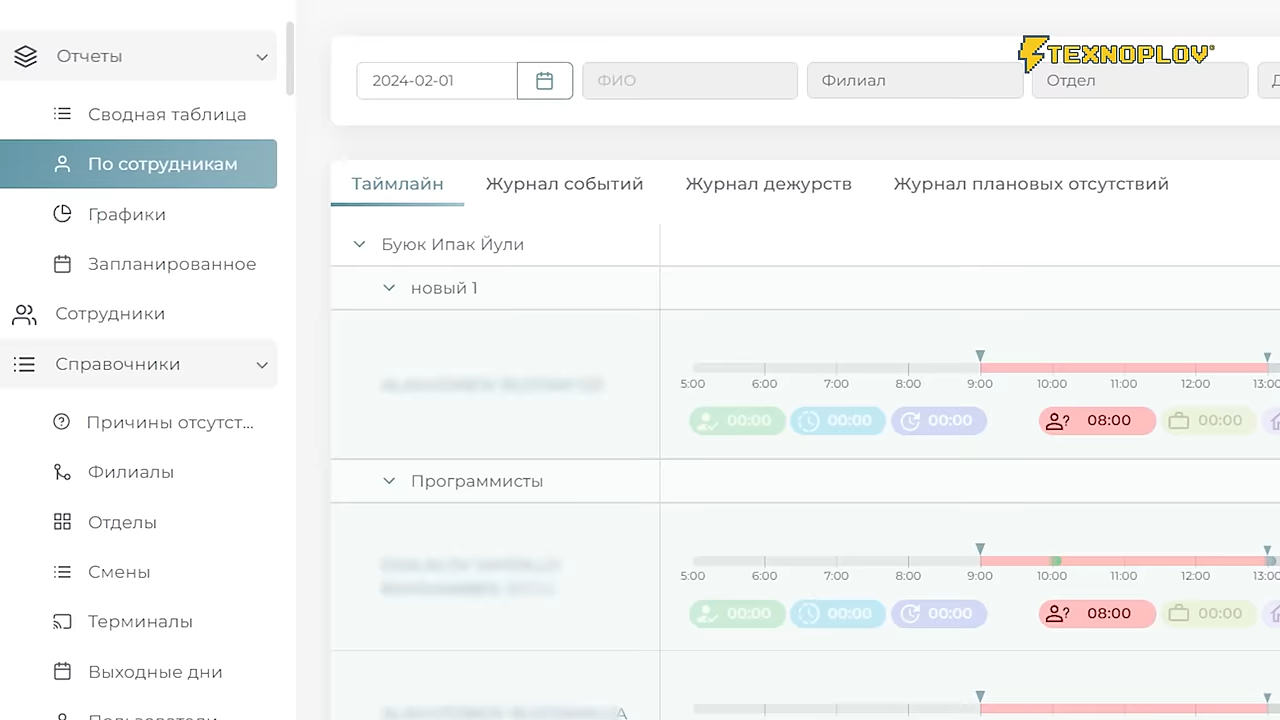 TEXNOPLOV
Отчеты
2024-02-01
ФИО
Филиал
Отдел
Сводная таблица
По сотрудникам
Таймлайн
Журнал событий
Журнал дежурств
Журнал плановых отсутствий
Графики
Буюк Ипак Йули
Запланированное
новый 1
Сотрудники
Справочники
5:00 6:00 7:00 8:00 9:00 10:00 11:00 12:00 13:00
Причины отсутст...
00:00 00:00 00:00 08:00 00:00
Филиалы
Программисты
Отделы
Смены
5:00 6:00 7:00 8:00 9:00 10:00 11:00 12:00 13:00
Терминалы
00:00 00:00 00:00 08:00 00:00
Выходные дни
Пользователи